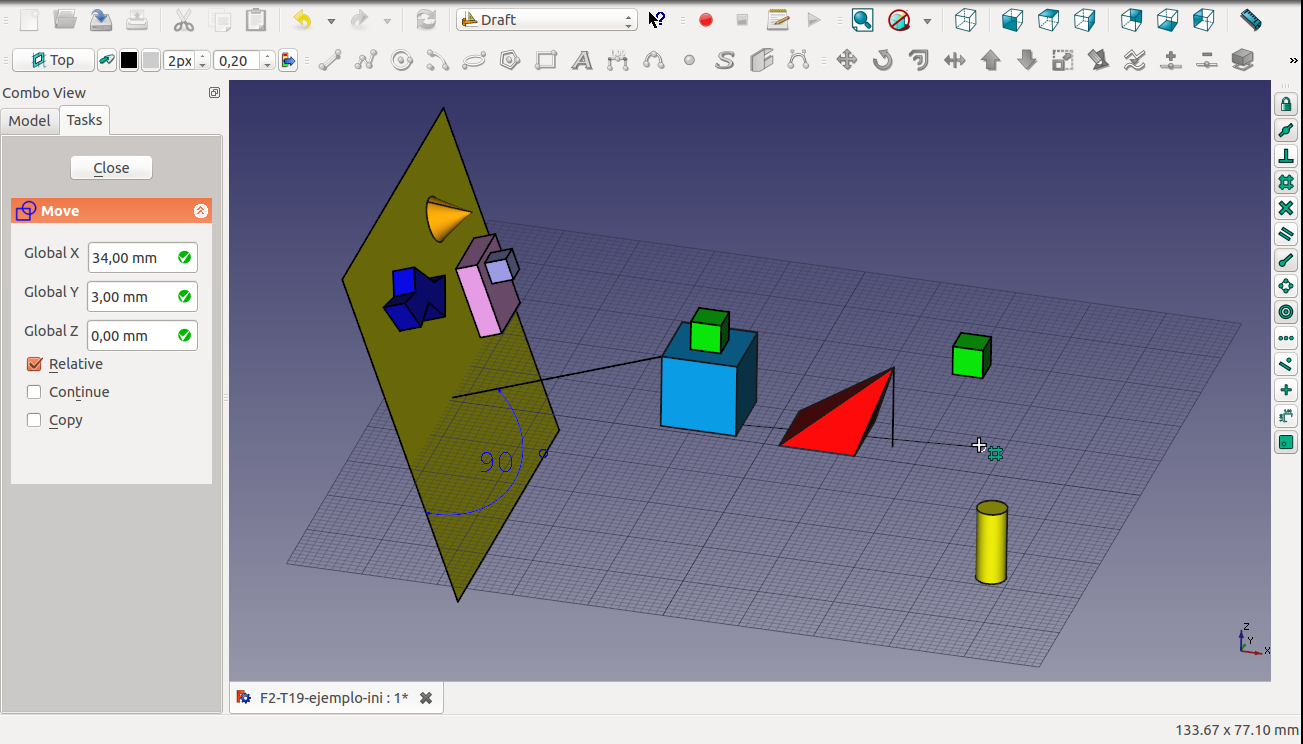 Draft
Top
2px
0,20
»
Combo View
Model
Tasks
Close
Move
Global X
34,00 mm
Global Y
3,00 mm
Global Z
0,00 mm
Relative
Continue
Copy
90°
Z
Y
X
F2-T19-ejemplo-ini : 1*
133.67 x 77.10 mm